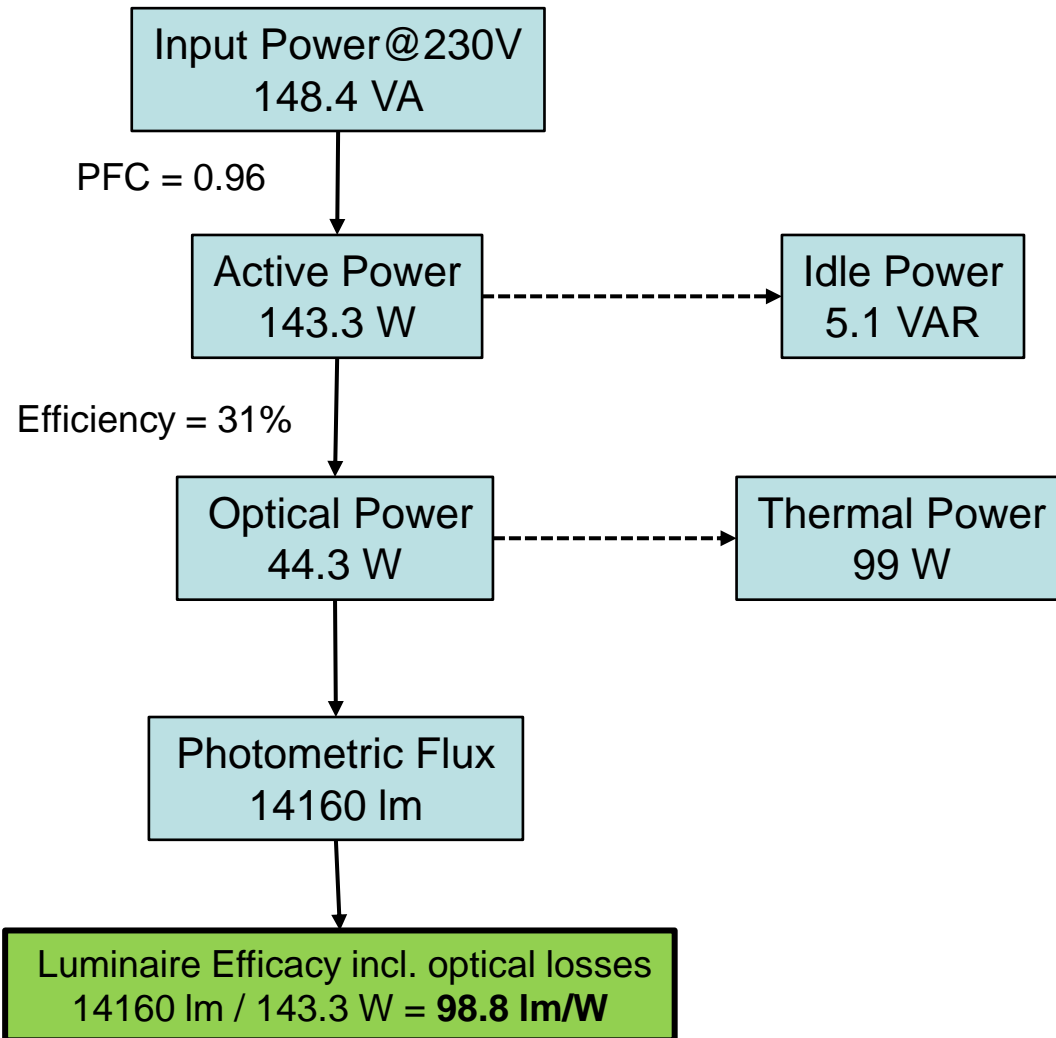 Input Power@230V
148.4 VA
PFC = 0.96
Active Power
143.3 W
Idle Power
5.1 VAR
Efficiency = 31%
Optical Power
44.3 W
Thermal Power
99 W
Photometric Flux
14160 lm
Luminaire Efficacy incl. optical losses
14160 lm / 143.3 W = 98.8 lm/W